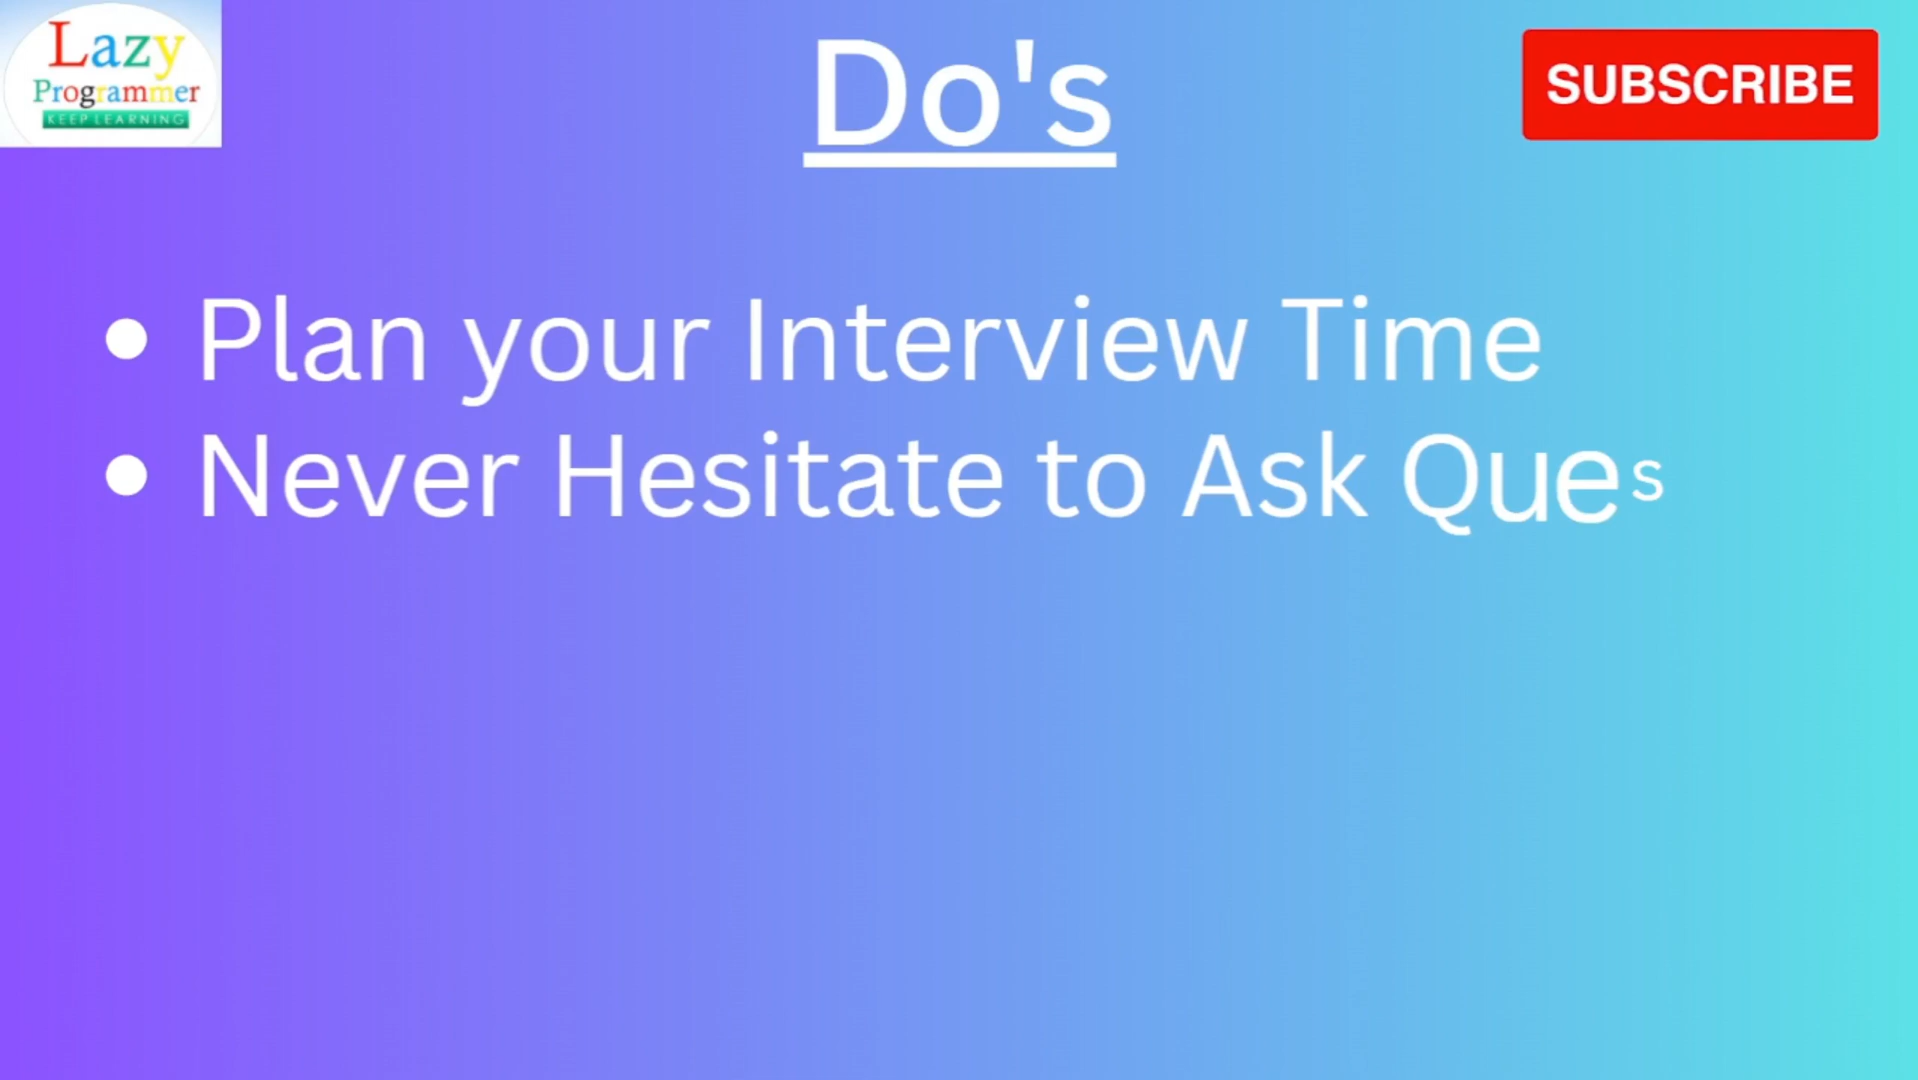 Lazy
Programmer
KEEP LEARNING
Do's
SUBSCRIBE
• Plan your Interview Time
• Never Hesitate to Ask Ques